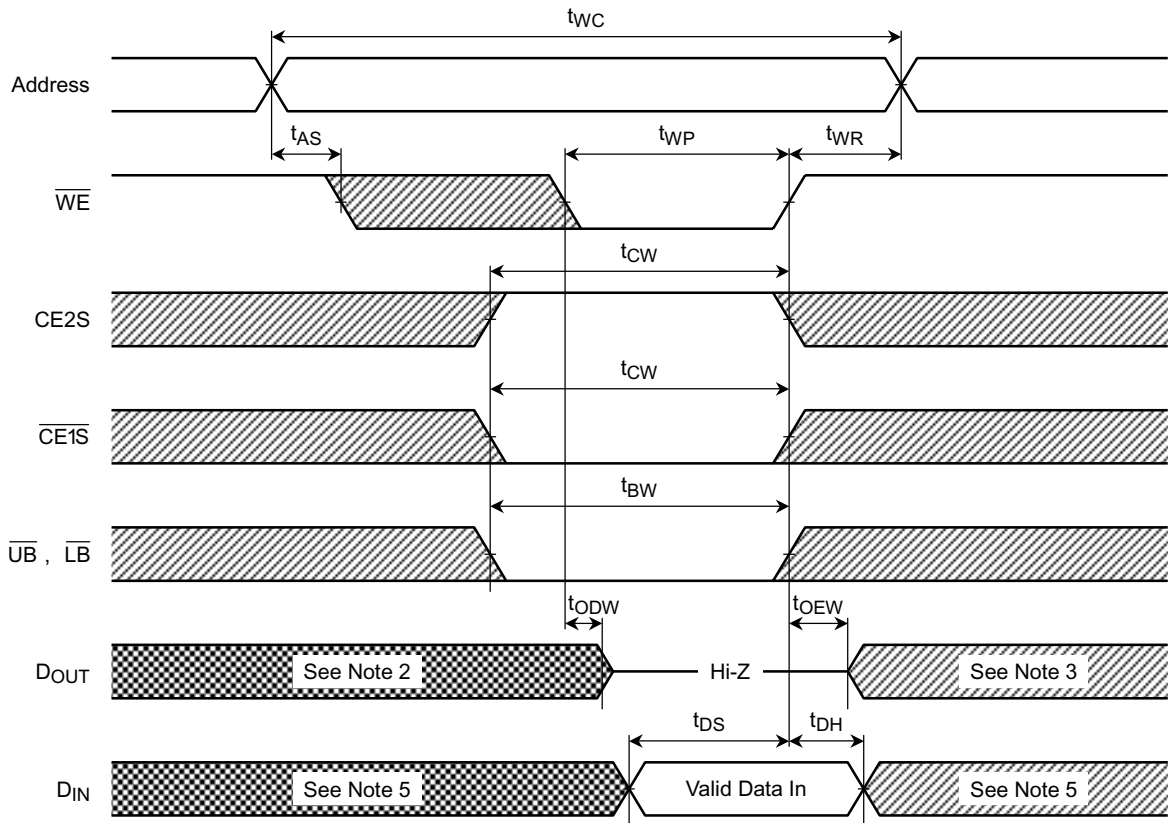 tWC
Address
tAS
tWP
tWR
WE
tCW
CE2S
tCW
CE1S
tBW
UB , LB
tODW
tOEW
DOUT
See Note 2
Hi-Z
See Note 3
tDS
tDH
DIN
See Note 5
Valid Data In
See Note 5